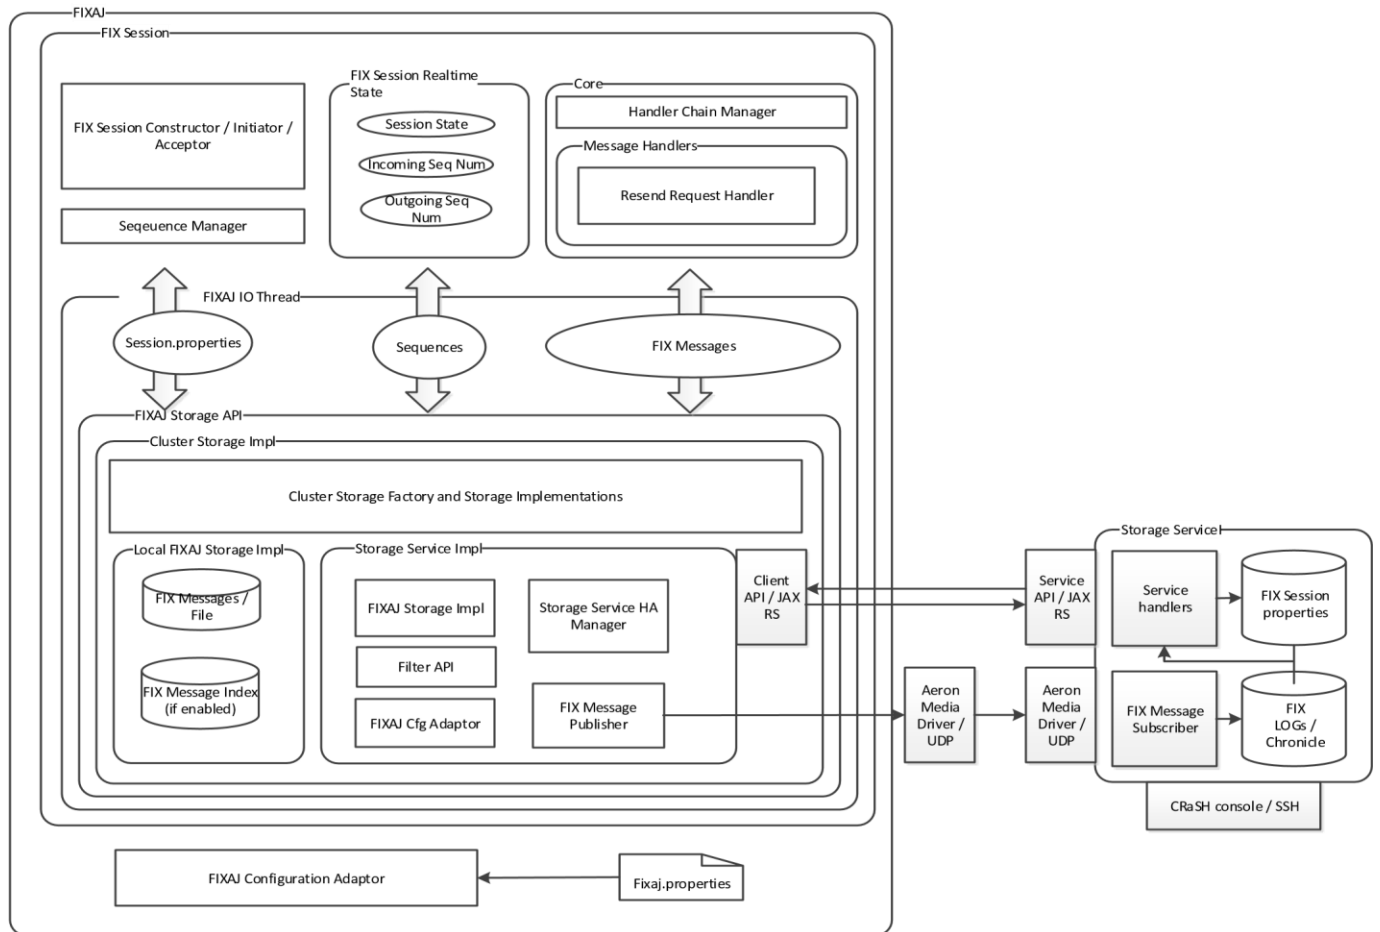 FIXAJ
FIX Session
FIX Session Constructor / Initiator /
Acceptor
Seqeuence Manager
FIX Session Realtime
State
Session State
Incoming Seq Num
Outgoing Seq
Num
Core
Handler Chain Manager
Message Handlers
Resend Request Handler
FIXAJ IO Thread
Session.properties
Sequences
FIX Messages
FIXAJ Storage API
Cluster Storage Impl
Cluster Storage Factory and Storage Implementations
Local FIXAJ Storage Impl
FIX Messages /
File
FIX Message Index
(if enabled)
Storage Service Impl
FIXAJ Storage Impl
Filter API
FIXAJ Cfg Adaptor
Storage Service HA
Manager
FIX Message
Publisher
Client
API / JAX
RS
Aeron
Media
Driver /
UDP
Service
API / JAX
RS
Aeron
Media
Driver /
UDP
Storage Service
Service
handlers
FIX Session
properties
FIX Message
Subscriber
FIX
LOGs /
Chronicle
CRaSH console / SSH
FIXAJ Configuration Adaptor
Fixaj.properties